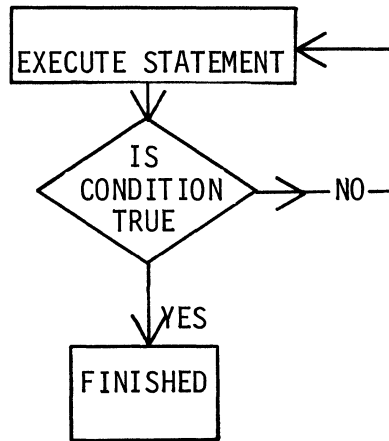 EXECUTE STATEMENT
IS
CONDITION
TRUE
NO
YES
FINISHED